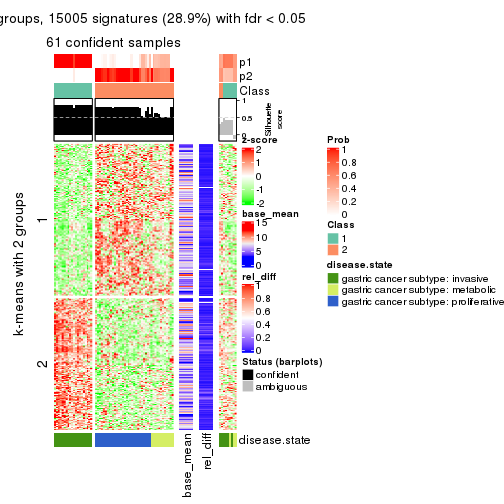 groups, 15005 signatures (28.9%) with fdr < 0.05
61 confident samples
p1
p2
Class
1
0.5
0
Silhouette
score
k-means with 2 groups
1
2
z-score
2
1
0
-1
-2
base_mean
15
10
5
0
rel_diff
1
0.8
0.6
0.4
0.2
0
Status (barplots)
confident
ambiguous
Prob
1
0.8
0.6
0.4
0.2
0
Class
1
2
disease.state
gastric cancer subtype: invasive
gastric cancer subtype: metabolic
gastric cancer subtype: proliferative
disease.state
base_mean
rel_diff